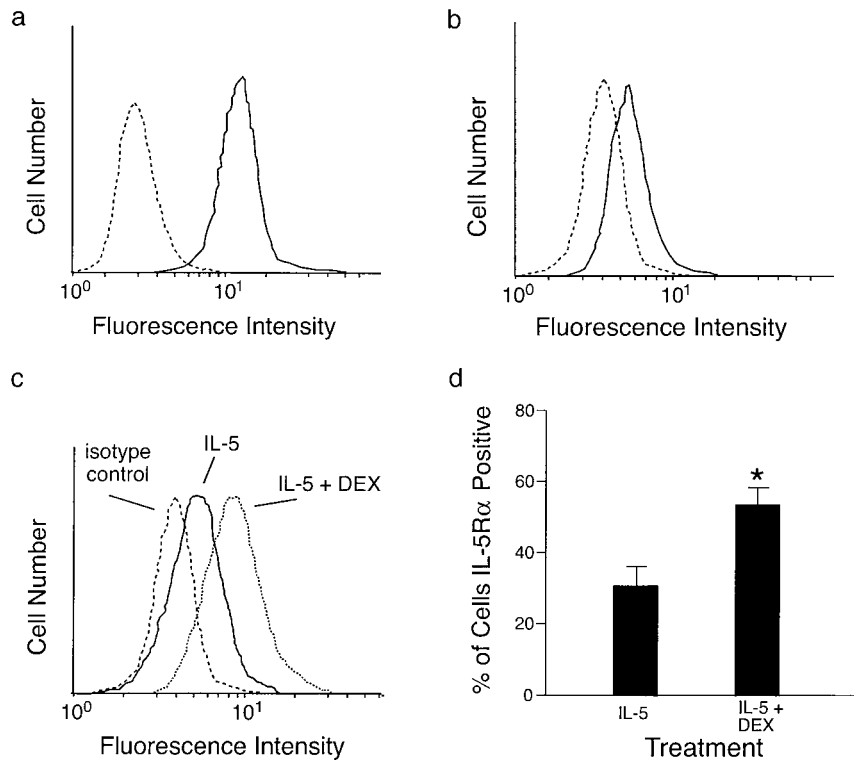 a
Cell Number
10⁰
10¹
Fluorescence Intensity
b
Cell Number
10⁰
10¹
Fluorescence Intensity
c
isotype
control
IL-5
IL-5 + DEX
Cell Number
10⁰
10¹
Fluorescence Intensity
d
% of Cells IL-5Rα Positive
80
60
40
20
0
*
IL-5
IL-5 +
DEX
Treatment